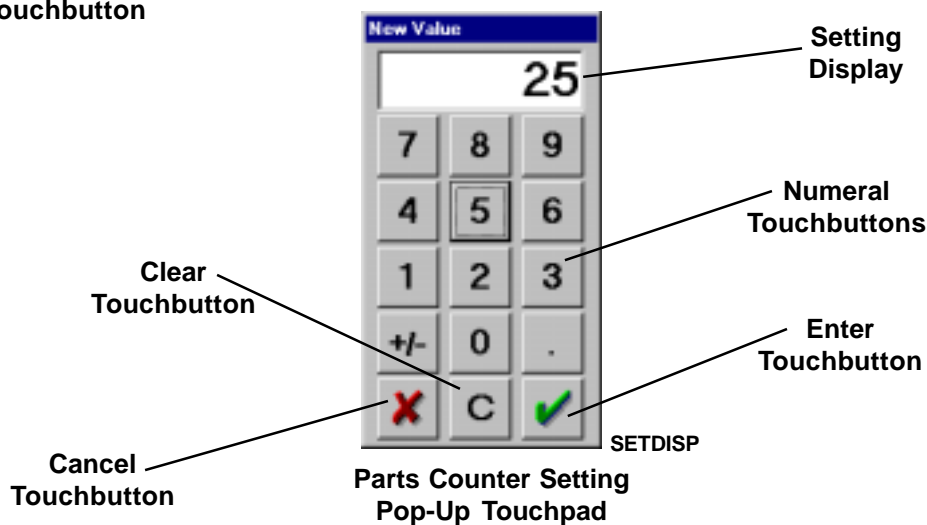 New Value
Setting
Display
25
7 8 9
Numeral
Touchbuttons
4 5 6
Clear
Touchbutton
1 2 3
Enter
Touchbutton
+/- 0 .
C
SETDISP
Cancel
Touchbutton
Parts Counter Setting
Pop-Up Touchpad